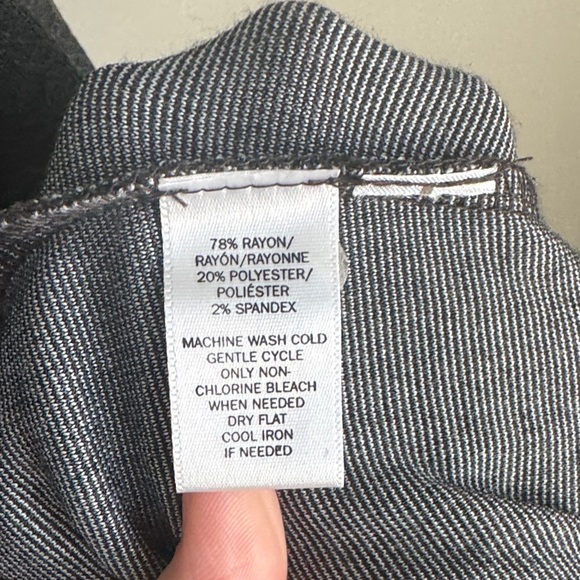 78% RAYON/
RAYÓN/RAYONNE
20% POLYESTER/
POLIÉSTER
2% SPANDEX
MACHINE WASH COLD
GENTLE CYCLE
ONLY NON-
CHLORINE BLEACH
WHEN NEEDED
DRY FLAT
COOL IRON
IF NEEDED